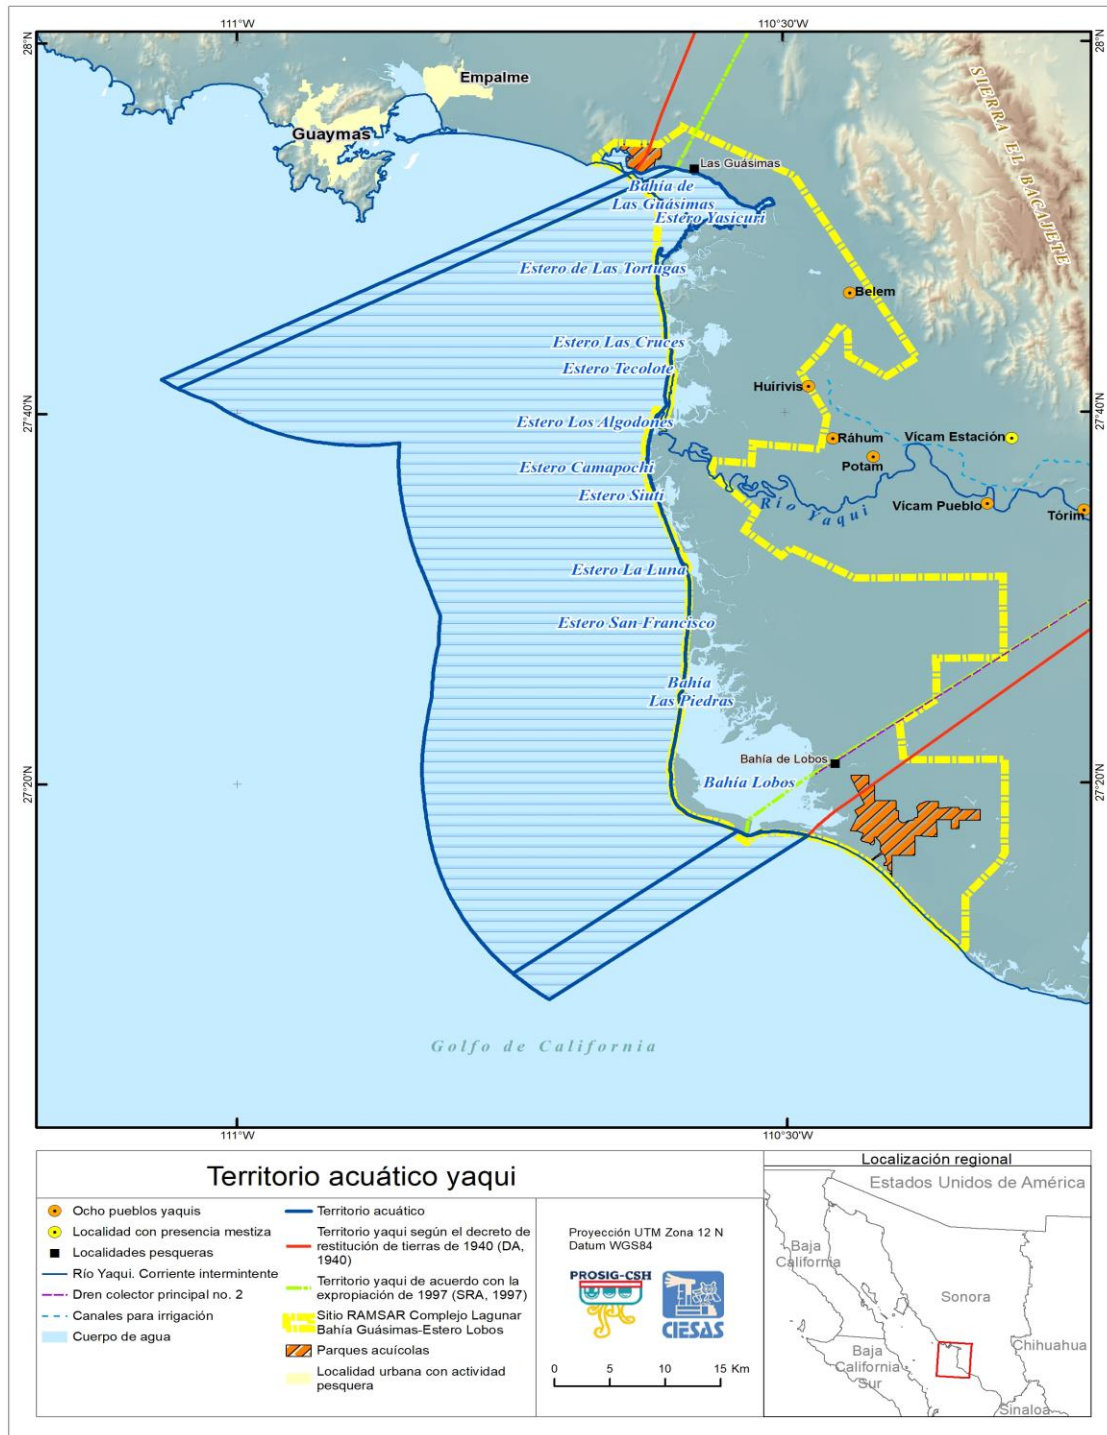 111°W
110°30'W
28°N
28°N
Empalme
Guaymas
SIERRA EL BACAJETE
Las Guásimas
Bahía de
Las Guásimas
Estero Yasicuri
Estero de Las Tortugas
Belem
Estero Las Cruces
Estero Tecolote
Huírivis
27°40'N
27°40'N
Estero Los Algodones
Ráhum
Vícam Estación
Potam
Estero Camapochi
Estero Siuti
Río Yaqui
Vícam Pueblo
Tórim
Estero La Luna
Estero San Francisco
Bahía
Las Piedras
Bahía de Lobos
Bahía Lobos
27°20'N
27°20'N
Golfo de California
111°W
110°30'W
Territorio acuático yaqui
Ocho pueblos yaquis
Localidad con presencia mestiza
Localidades pesqueras
Río Yaqui. Corriente intermintente
Dren colector principal no. 2
Canales para irrigación
Cuerpo de agua
Territorio acuático
Territorio yaqui según el decreto de
restitución de tierras de 1940 (DA,
1940)
Territorio yaqui de acuerdo con la
expropiación de 1997 (SRA, 1997)
Sitio RAMSAR Complejo Lagunar
Bahía Guásimas-Estero Lobos
Parques acuícolas
Localidad urbana con actividad
pesquera
Proyección UTM Zona 12 N
Datum WGS84
PROSIG-CSH
CIESAS
0 5 10 15 Km
Localización regional
Estados Unidos de América
Baja
California
Sonora
Chihuahua
Baja
California
Sur
Sinaloa